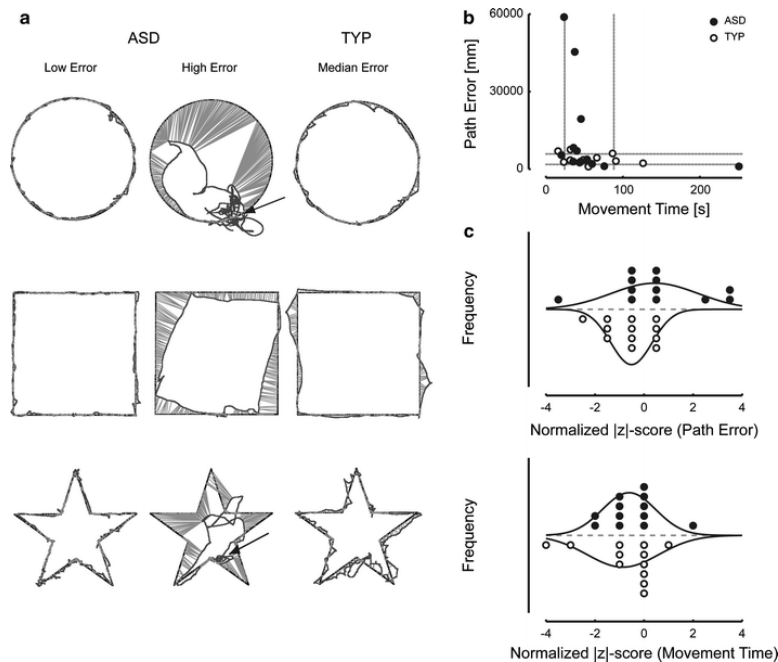 a
ASD
TYP
Low Error
High Error
Median Error
b
60000
30000
0
Path Error [mm]
ASD
TYP
0
100
200
Movement Time [s]
c
Frequency
-4
-2
0
2
4
Normalized |z|-score (Path Error)
Frequency
-4
-2
0
2
4
Normalized |z|-score (Movement Time)